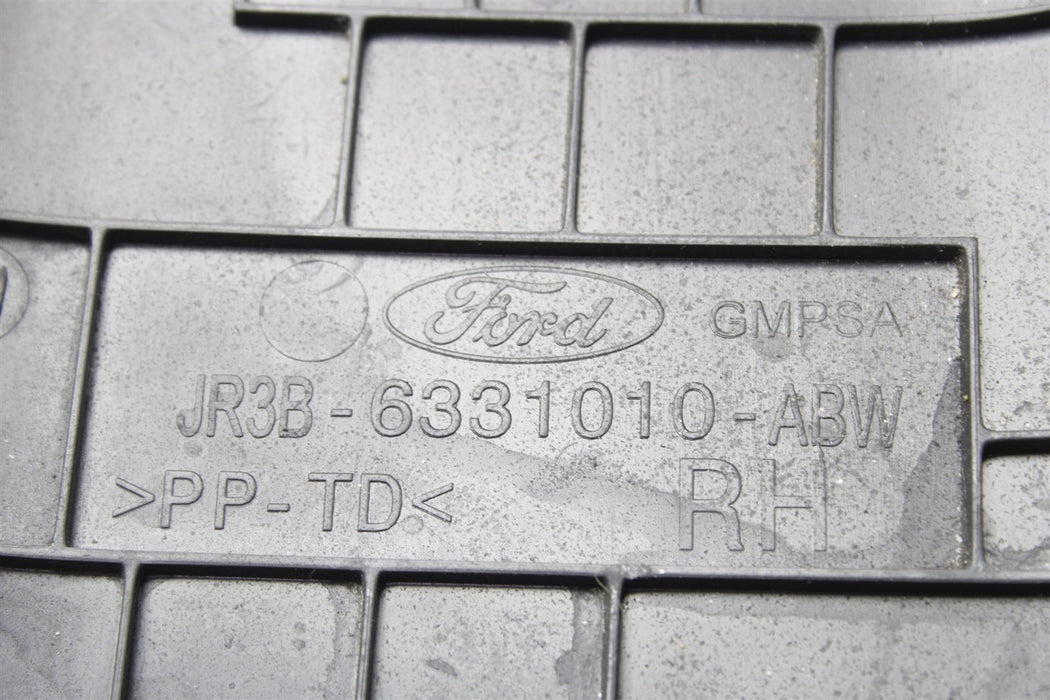 Ford GMPSA
JR3B-6331010-ABW
>PP-TD<
RH